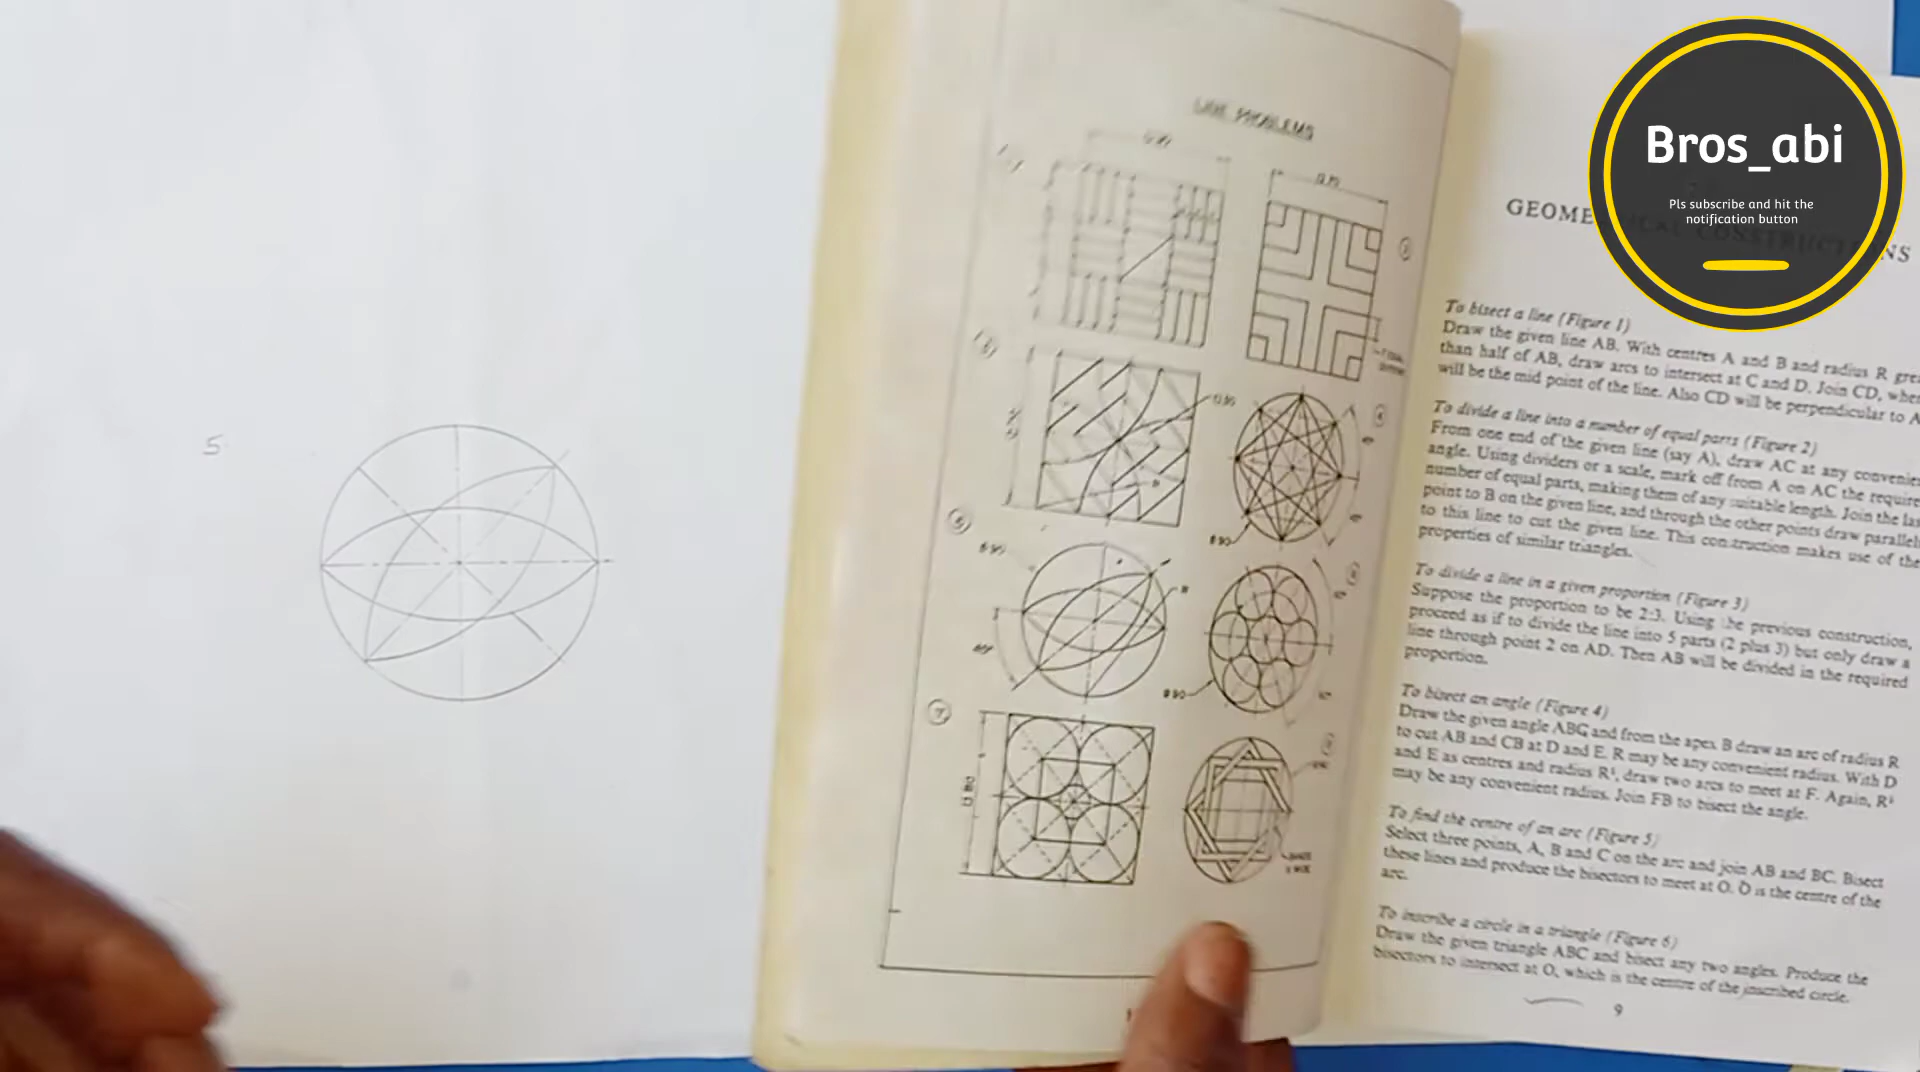 5
LINE PROBLEMS
Bros_abi
Pls subscribe and hit the
notification button
GEOMETRICAL CONSTRUCTIONS
To bisect a line (Figure 1)
Draw the given line AB. With centres A and B and radius R
than half of AB, draw arcs to intersect at C and D. Join CD,
will be the mid point of the line. Also CD will be perpendicular to
To divide a line into a number of equal parts (Figure 2)
From one end of the given line (say A), draw AC at any
angle. Using dividers or a scale, mark off from A on AC the
number of equal parts, making them of any suitable length. Join the
point to B on the given line, and through the other points draw
to this line to cut the given line. This construction makes use of the
properties of similar triangles.
To divide a line in a given proportion (Figure 3)
Suppose the proportion to be 2:3. Using the previous construction,
proceed as if to divide the line into 5 parts (2 plus 3) but only draw a
line through point 2 on AD. Then AB will be divided in the required
proportion.
To bisect an angle (Figure 4)
Draw the given angle ABC and from the apex B draw an arc of radius R
to cut AB and CB at D and E. R may be any convenient radius. With D
and E as centres and radius R¹, draw two arcs to meet at F. Again, R¹
may be any convenient radius. Join FB to bisect the angle.
To find the centre of an arc (Figure 5)
Select three points, A, B and C on the arc and join AB and BC. Bisect
these lines and produce the bisectors to meet at O. O is the centre of the
arc.
To inscribe a circle in a triangle (Figure 6)
Draw the given triangle ABC and bisect any two angles. Produce the
bisectors to intersect at O, which is the centre of the inscribed circle.
9